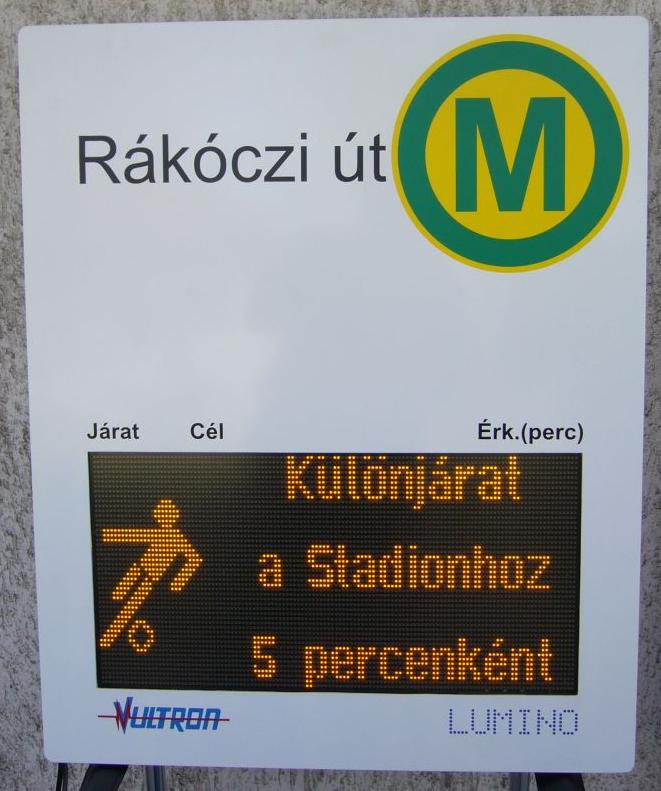 Rákóczi út M
Járat Cél Érk.(perc)
Különjárat
a Stadionhoz
5 percenként
VULTRON LUMINO